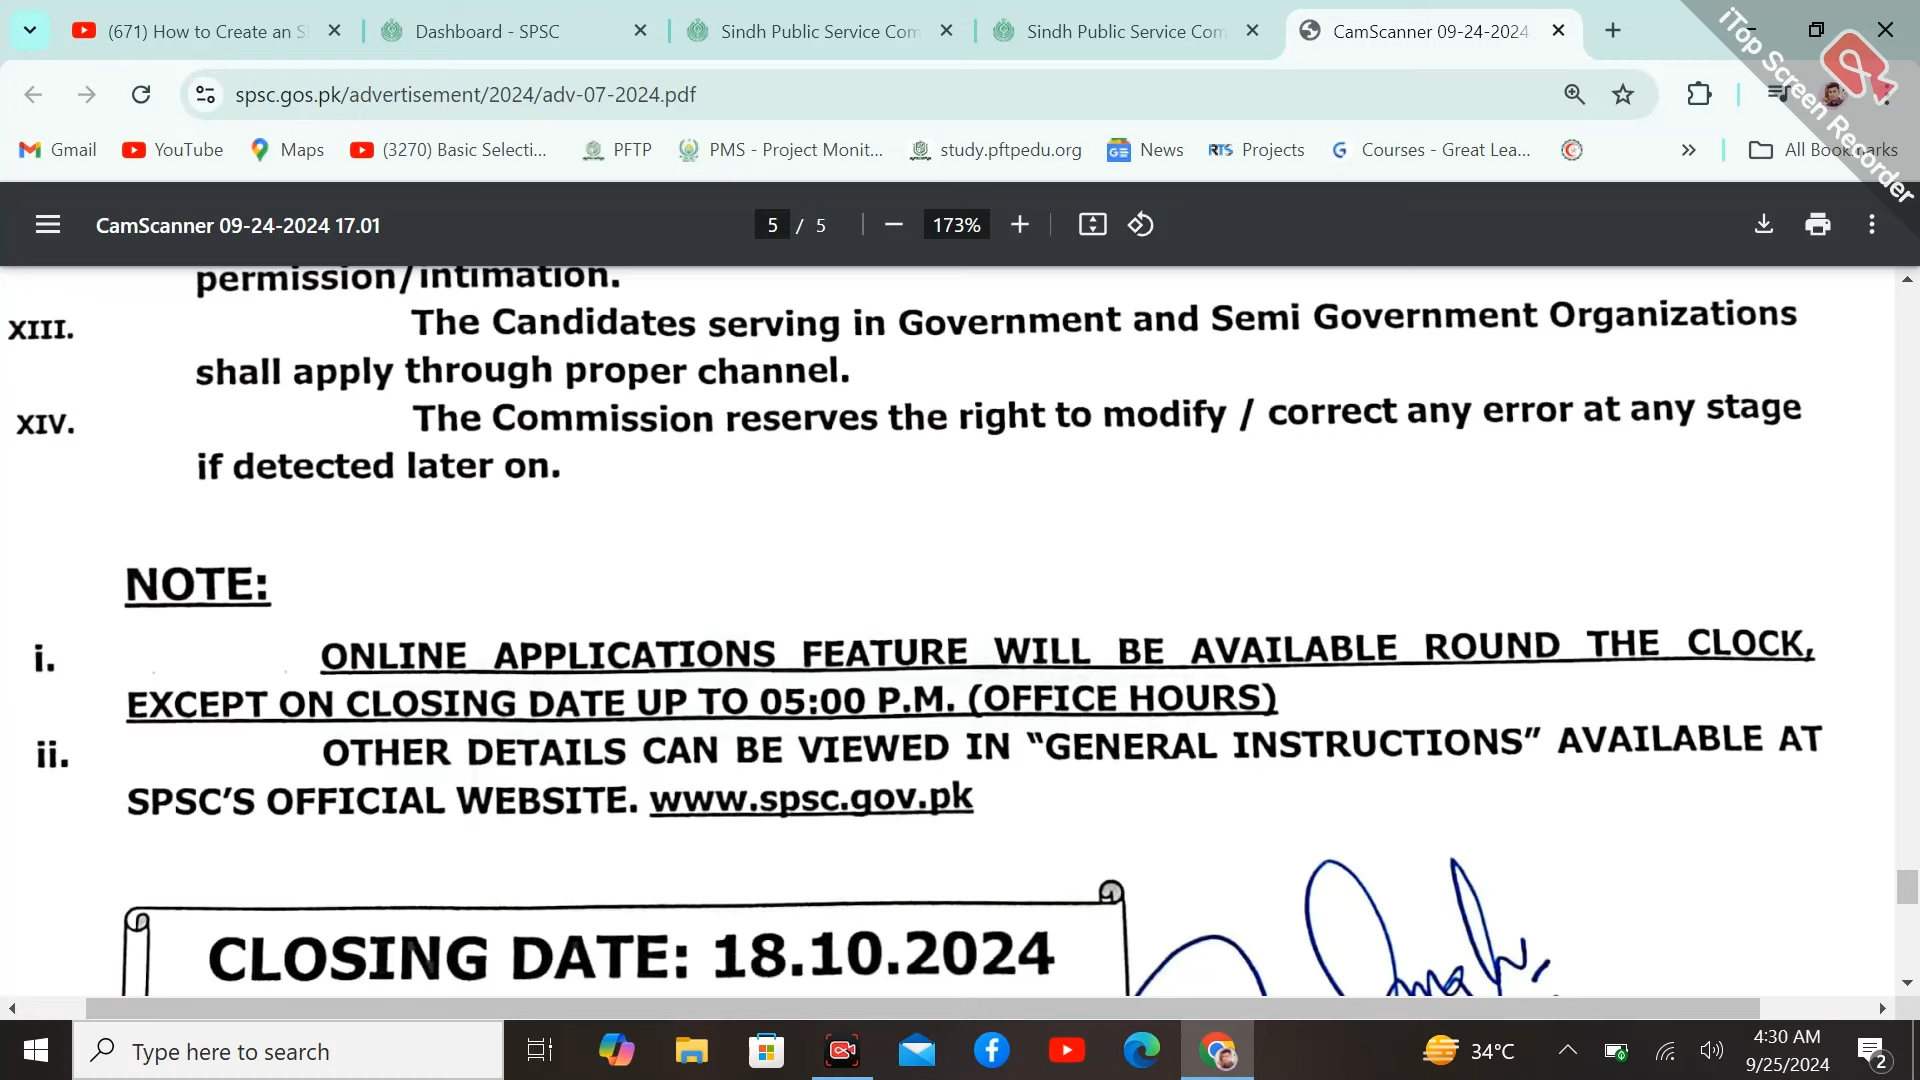 (671) How to Create an S
Dashboard - SPSC
Sindh Public Service Com
Sindh Public Service Com
CamScanner 09-24-2024
iTop Screen Recorder
spsc.gos.pk/advertisement/2024/adv-07-2024.pdf
Gmail
YouTube
Maps
(3270) Basic Selecti...
PFTP
PMS - Project Monit...
study.pftpedu.org
News
RTS
Projects
Courses - Great Lea...
All Bookmarks
CamScanner 09-24-2024 17.01
5 / 5
173%
permission/intimation.
XIII. The Candidates serving in Government and Semi Government Organizations
shall apply through proper channel.
XIV. The Commission reserves the right to modify / correct any error at any stage
if detected later on.
NOTE:
i. ONLINE APPLICATIONS FEATURE WILL BE AVAILABLE ROUND THE CLOCK,
EXCEPT ON CLOSING DATE UP TO 05:00 P.M. (OFFICE HOURS)
ii. OTHER DETAILS CAN BE VIEWED IN “GENERAL INSTRUCTIONS” AVAILABLE AT
SPSC’S OFFICIAL WEBSITE. www.spsc.gov.pk
CLOSING DATE: 18.10.2024
Type here to search
34°C
4:30 AM
9/25/2024
2